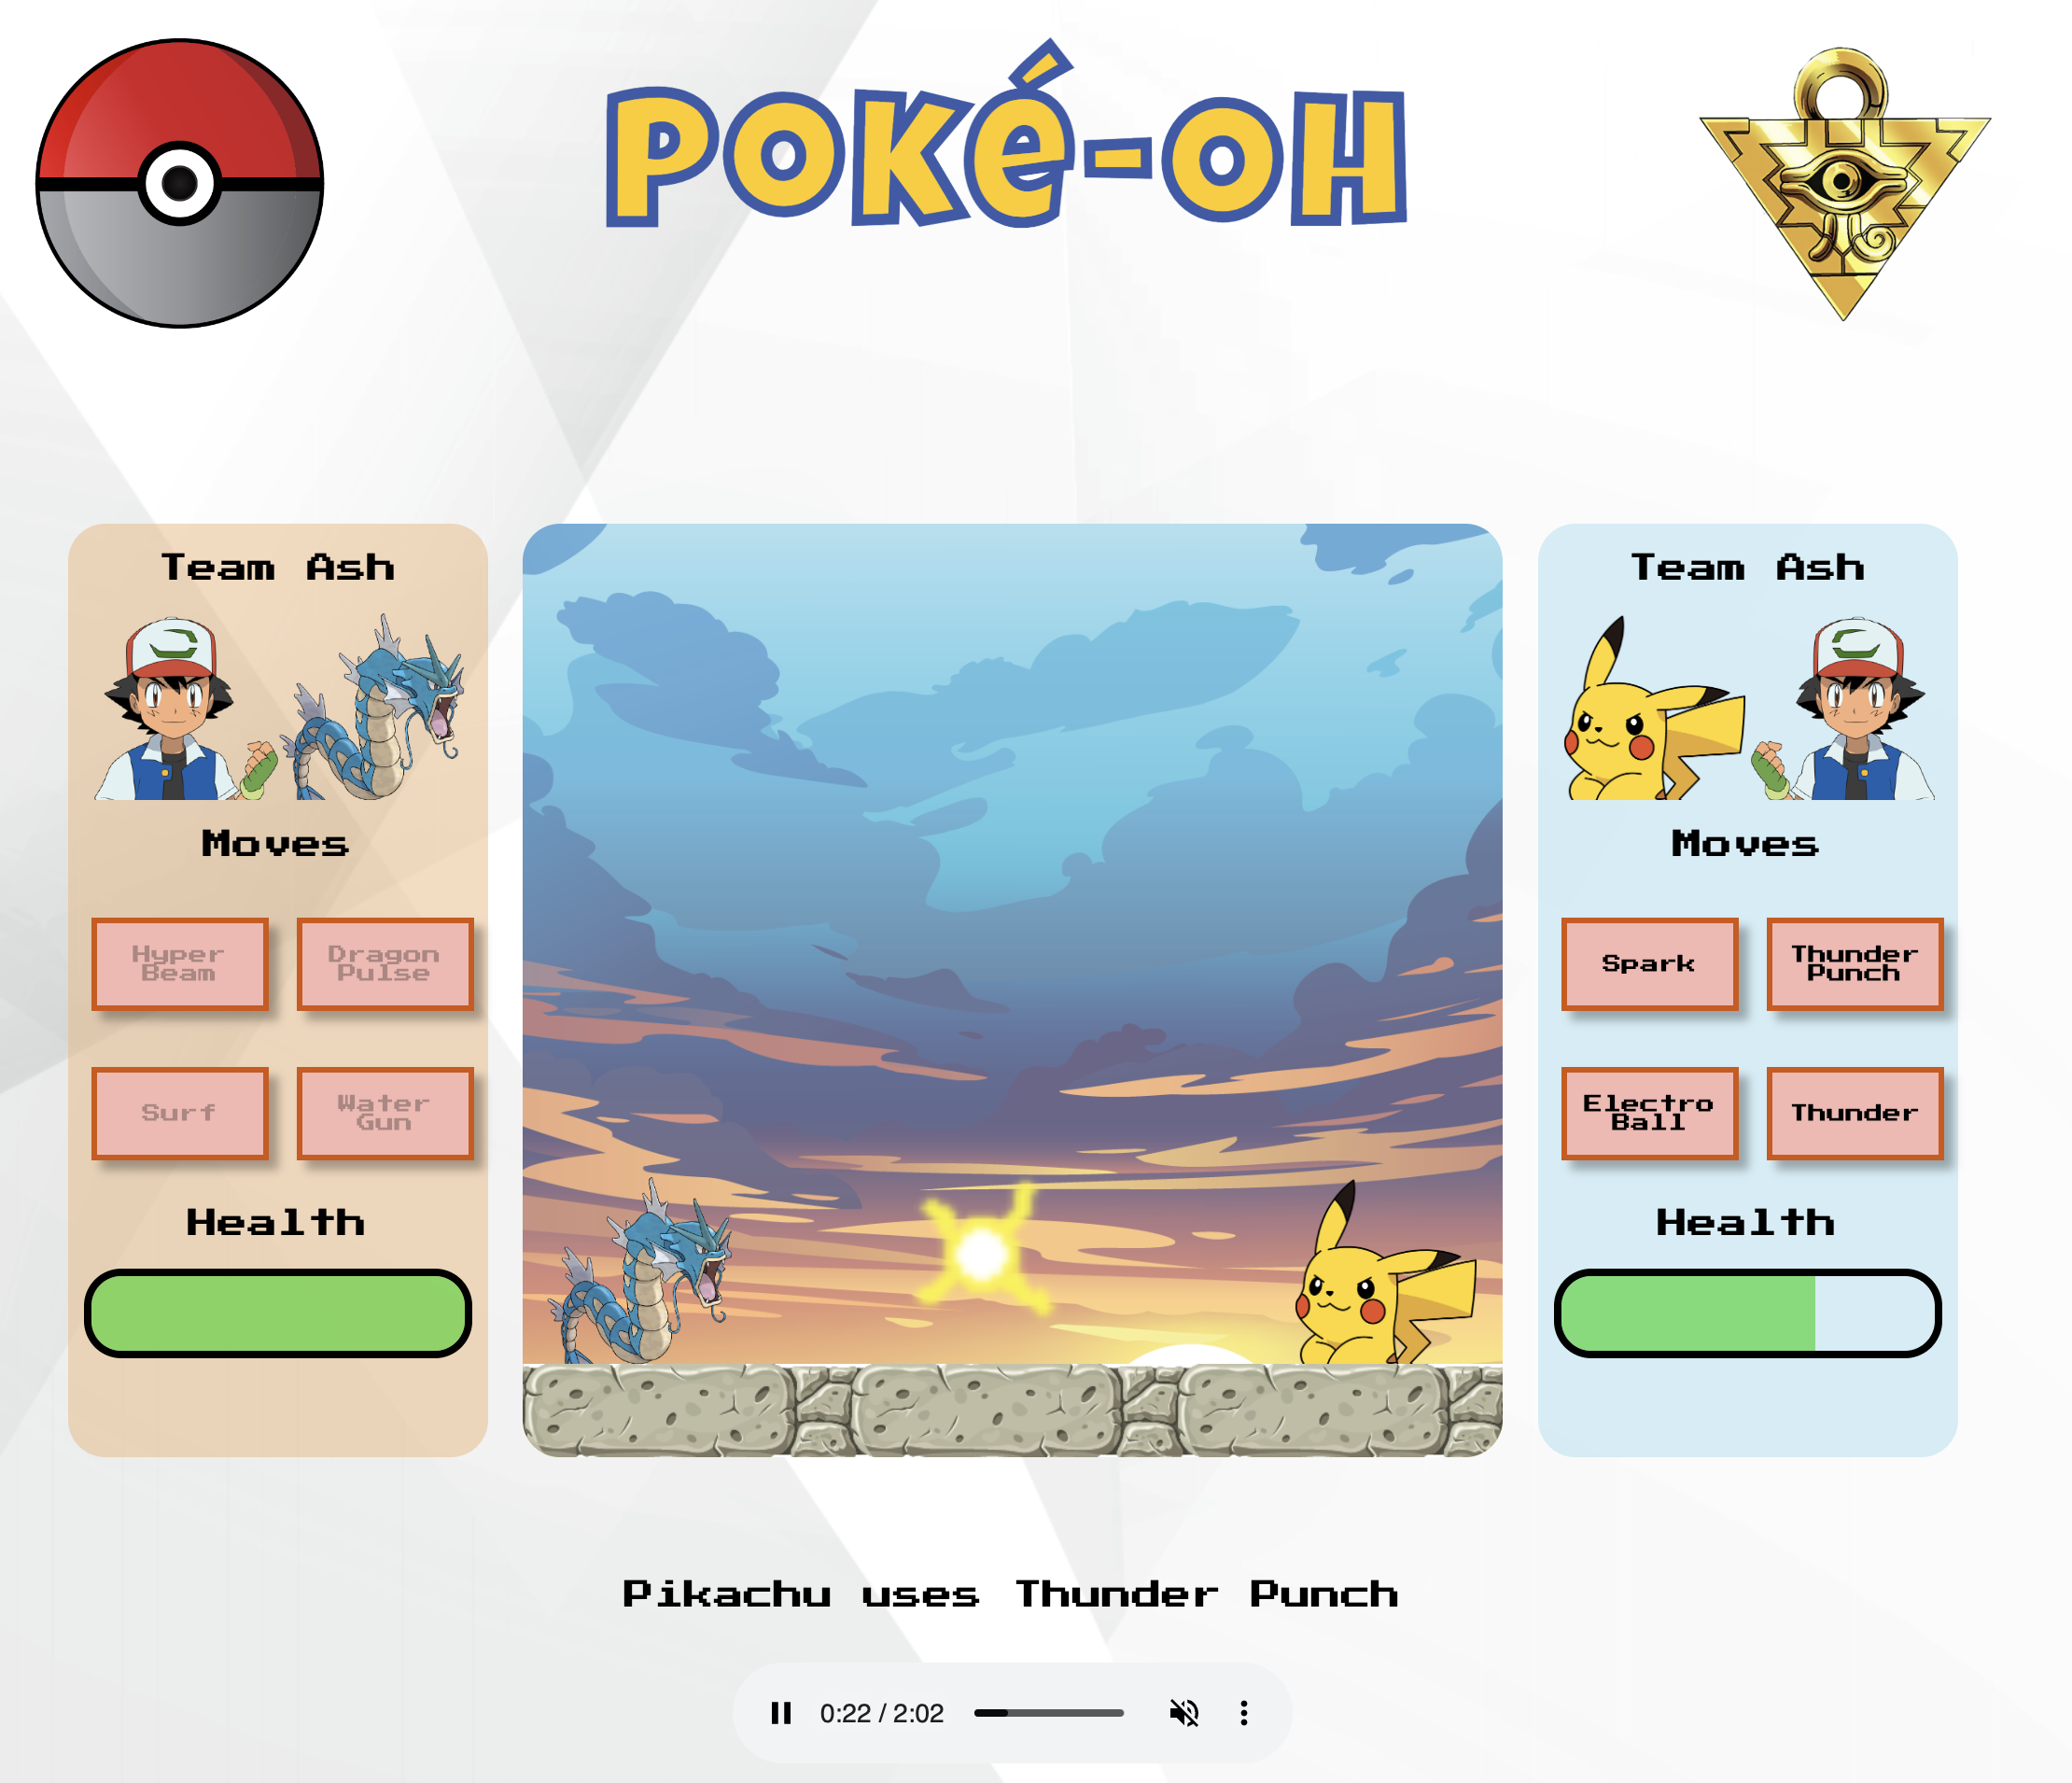 POKé-OH
Team Ash
Moves
Hyper
Beam
Dragon
Pulse
Surf
Water
Gun
Health
Team Ash
Moves
Spark
Thunder
Punch
Electro
Ball
Thunder
Health
Pikachu uses Thunder Punch
0:22 / 2:02